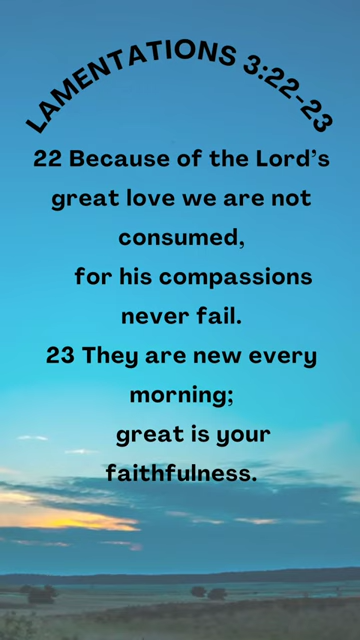 LAMENTATIONS 3:22-23
22 Because of the Lord’s
great love we are not
consumed,
for his compassions
never fail.
23 They are new every
morning;
great is your
faithfulness.